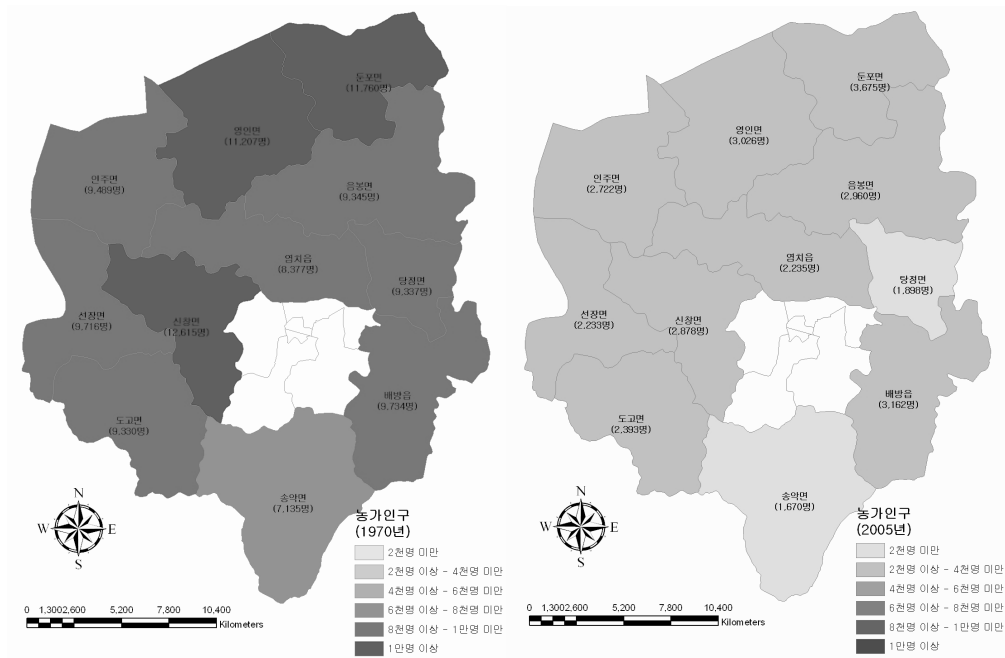 둔포면
(11,760명)
영인면
(11,207명)
인주면
(9,489명)
음봉면
(9,345명)
염치읍
(8,377명)
탕정면
(9,337명)
선장면
(9,716명)
신창면
(12,615명)
배방읍
(9,734명)
도고면
(9,330명)
송악면
(7,135명)
N
W E
S
농가인구
(1970년)
2천명 미만
2천명 이상 - 4천명 미만
4천명 이상 - 6천명 미만
6천명 이상 - 8천명 미만
8천명 이상 - 1만명 미만
1만명 이상
0 1,300 2,600 5,200 7,800 10,400
Kilometers
둔포면
(3,675명)
영인면
(3,026명)
인주면
(2,722명)
음봉면
(2,960명)
염치읍
(2,235명)
탕정면
(1,898명)
선장면
(2,233명)
신창면
(2,878명)
배방읍
(3,162명)
도고면
(2,393명)
송악면
(1,670명)
N
W E
S
농가인구
(2005년)
2천명 미만
2천명 이상 - 4천명 미만
4천명 이상 - 6천명 미만
6천명 이상 - 8천명 미만
8천명 이상 - 1만명 미만
1만명 이상
0 1,300 2,600 5,200 7,800 10,400
Kilometers